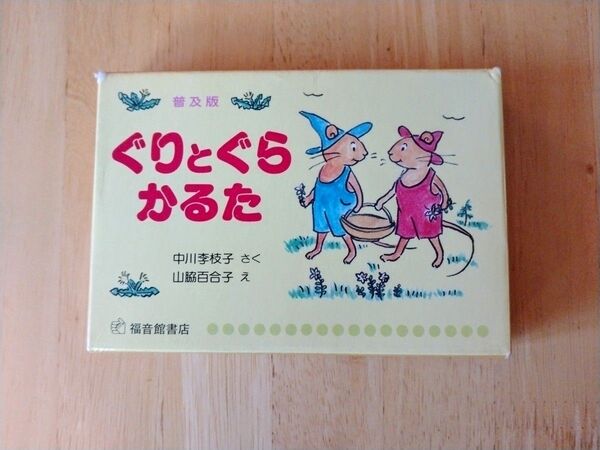 普及版
ぐりとぐら
かるた
中川李枝子 さく
山脇百合子 え
福音館書店